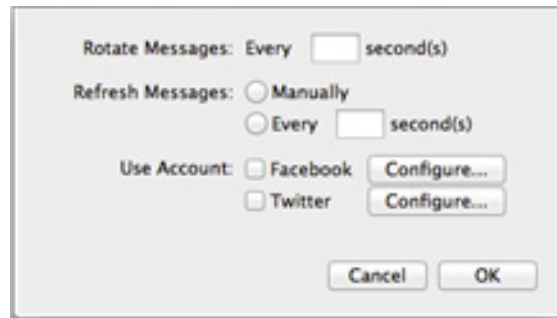 Rotate Messages: Every second(s)
Refresh Messages: Manually
Every second(s)
Use Account: Facebook Configure...
Twitter Configure...
Cancel OK